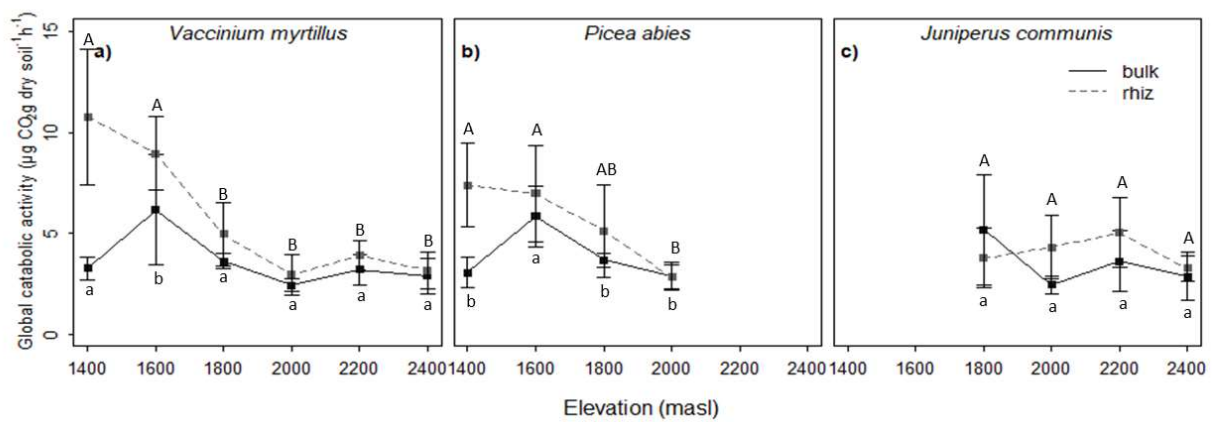 Vaccinium myrtillus
Picea abies
Juniperus communis
a)
b)
c)
bulk
rhiz
Global catabolic activity (µg CO2g dry soil-1h-1)
15
10
5
0
A
A
B
B
B
B
a
b
a
a
a
a
A
A
AB
B
b
a
b
b
A
A
A
A
a
a
a
a
1400 1600 1800 2000 2200 2400
1400 1600 1800 2000 2200 2400
1400 1600 1800 2000 2200 2400
Elevation (masl)